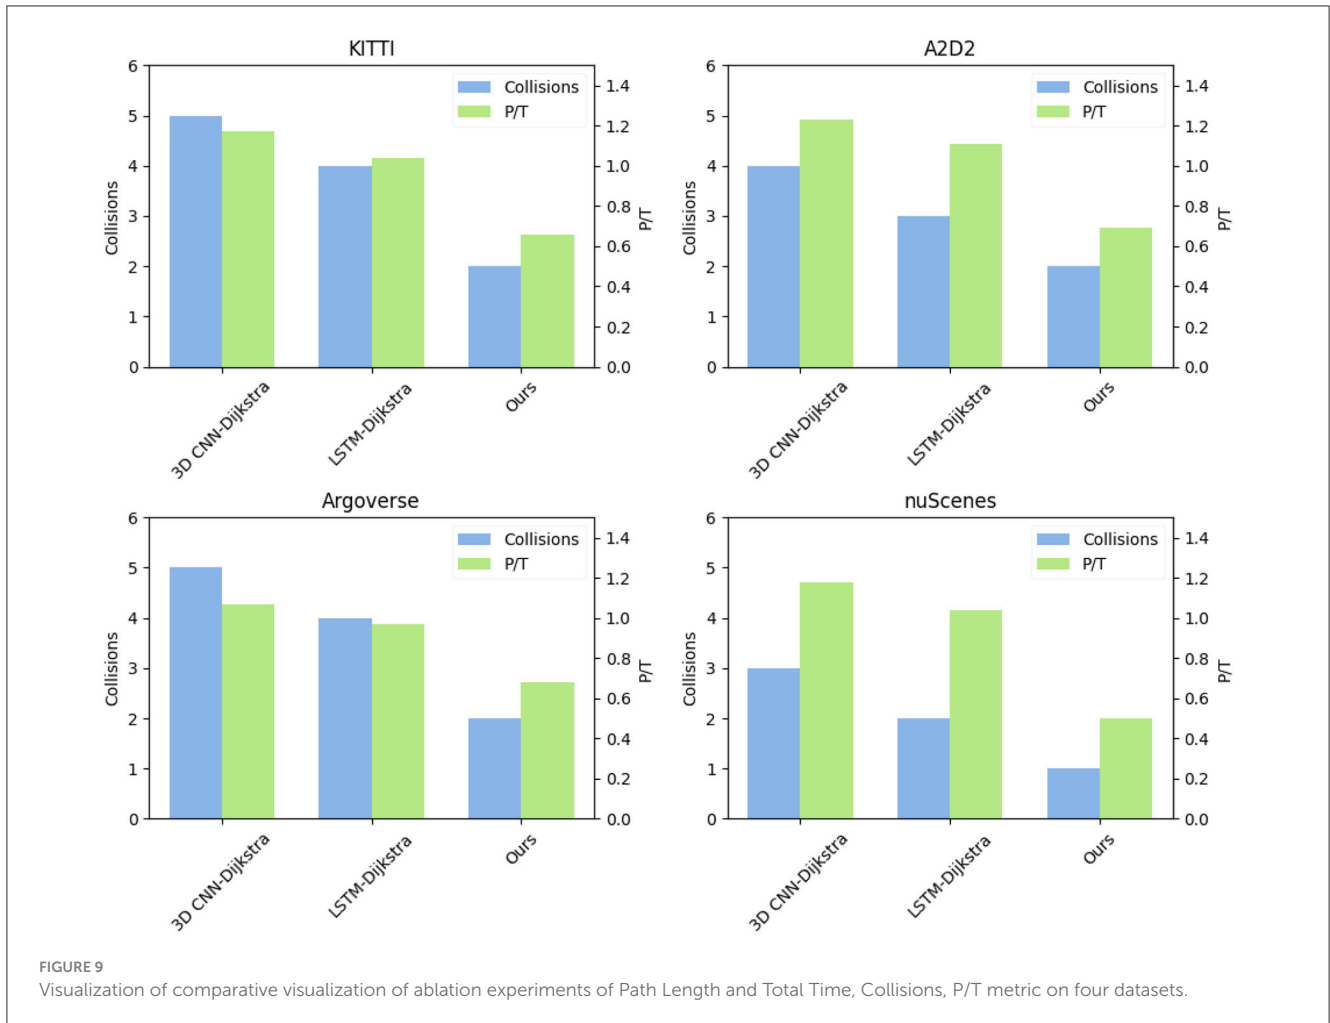 KITTI
6
5
4
3
2
1
0
Collisions
Collisions
P/T
1.4
1.2
1.0
0.8
0.6
0.4
0.2
0.0
P/T
3D CNN-Dijkstra
LSTM-Dijkstra
Ours
A2D2
6
5
4
3
2
1
0
Collisions
Collisions
P/T
1.4
1.2
1.0
0.8
0.6
0.4
0.2
0.0
P/T
3D CNN-Dijkstra
LSTM-Dijkstra
Ours
Argoverse
6
5
4
3
2
1
0
Collisions
Collisions
P/T
1.4
1.2
1.0
0.8
0.6
0.4
0.2
0.0
P/T
3D CNN-Dijkstra
LSTM-Dijkstra
Ours
nuScenes
6
5
4
3
2
1
0
Collisions
Collisions
P/T
1.4
1.2
1.0
0.8
0.6
0.4
0.2
0.0
P/T
3D CNN-Dijkstra
LSTM-Dijkstra
Ours
FIGURE 9
Visualization of comparative visualization of ablation experiments of Path Length and Total Time, Collisions, P/T metric on four datasets.